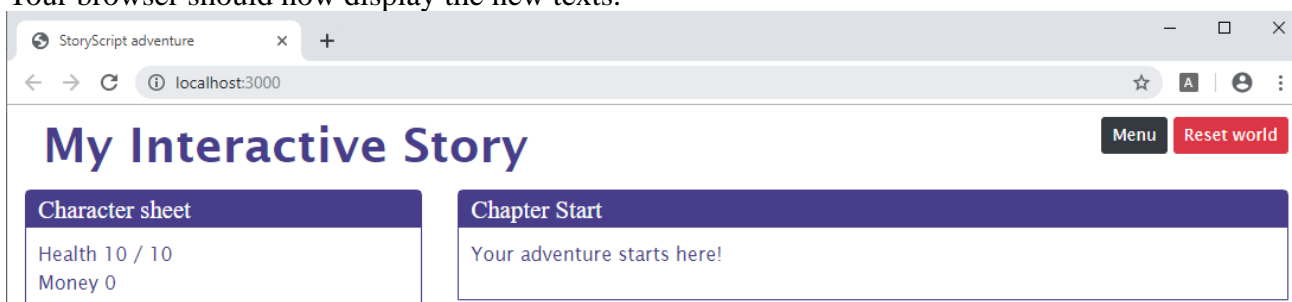 Your browser should now display the new texts:
StoryScript adventure
localhost:3000
A
My Interactive Story
Menu
Reset world
Character sheet
Chapter Start
Health 10 / 10
Your adventure starts here!
Money 0